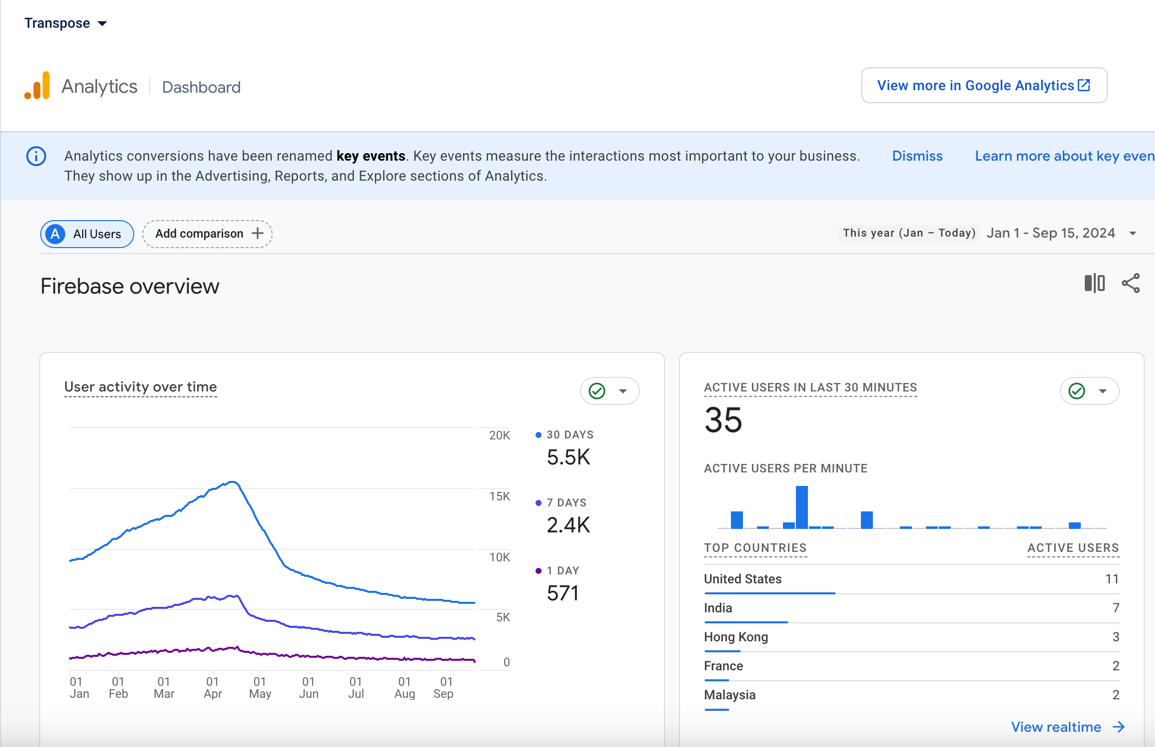 Transpose
Analytics Dashboard
View more in Google Analytics
Analytics conversions have been renamed key events. Key events measure the interactions most important to your business.
They show up in the Advertising, Reports, and Explore sections of Analytics.
Dismiss
Learn more about key even
A All Users
Add comparison
This year (Jan – Today) Jan 1 - Sep 15, 2024
Firebase overview
User activity over time
20K
15K
10K
5K
0
01 Jan
01 Feb
01 Mar
01 Apr
01 May
01 Jun
01 Jul
01 Aug
01 Sep
30 DAYS
5.5K
7 DAYS
2.4K
1 DAY
571
ACTIVE USERS IN LAST 30 MINUTES
35
ACTIVE USERS PER MINUTE
TOP COUNTRIES ACTIVE USERS
United States 11
India 7
Hong Kong 3
France 2
Malaysia 2
View realtime